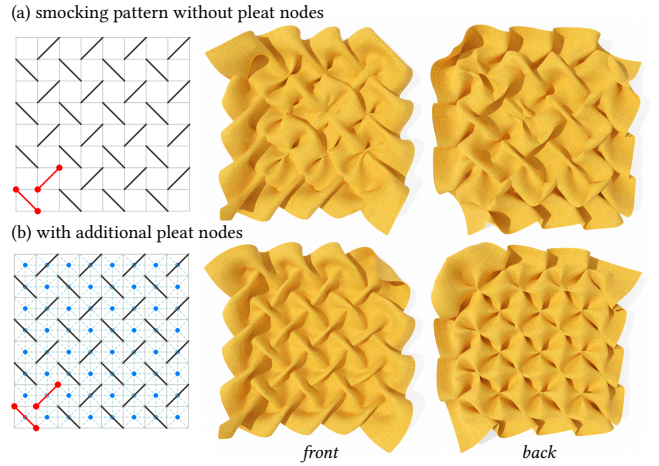 (a) smocking pattern without pleat nodes
(b) with additional pleat nodes
front
back